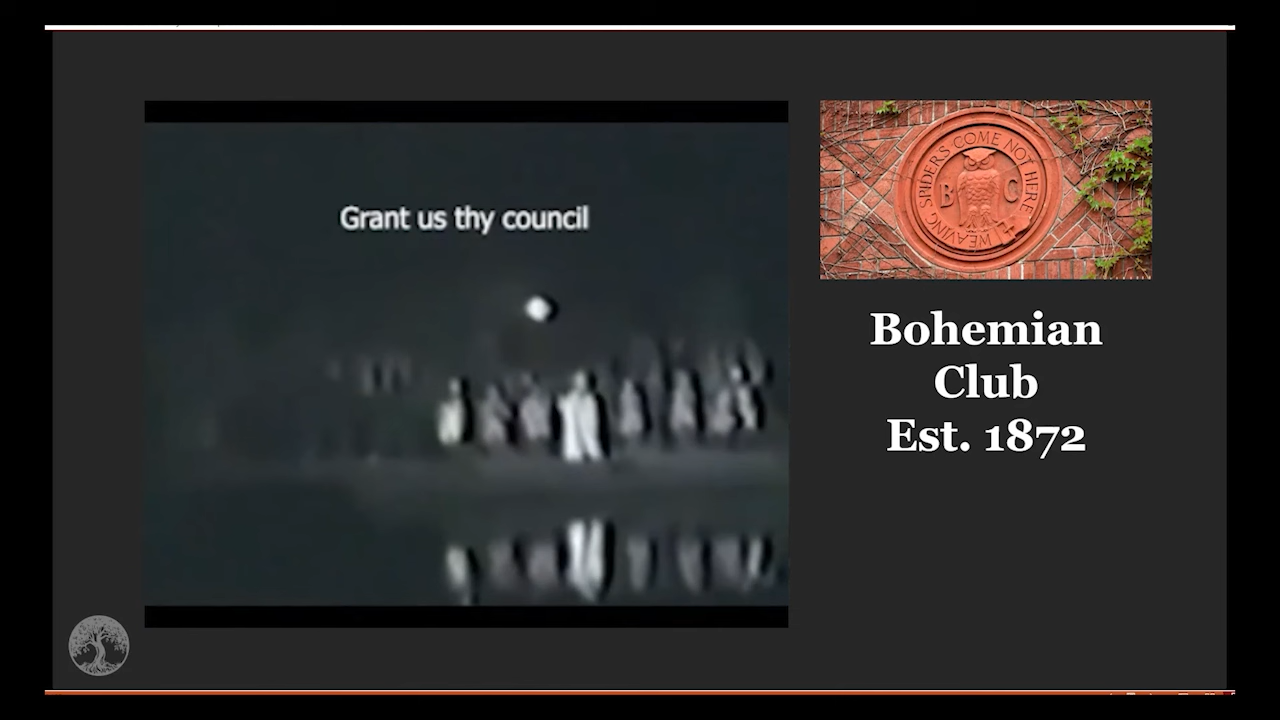 Grant us thy council
WEAVING SPIDERS COME NOT HERE
B C
Bohemian
Club
Est. 1872